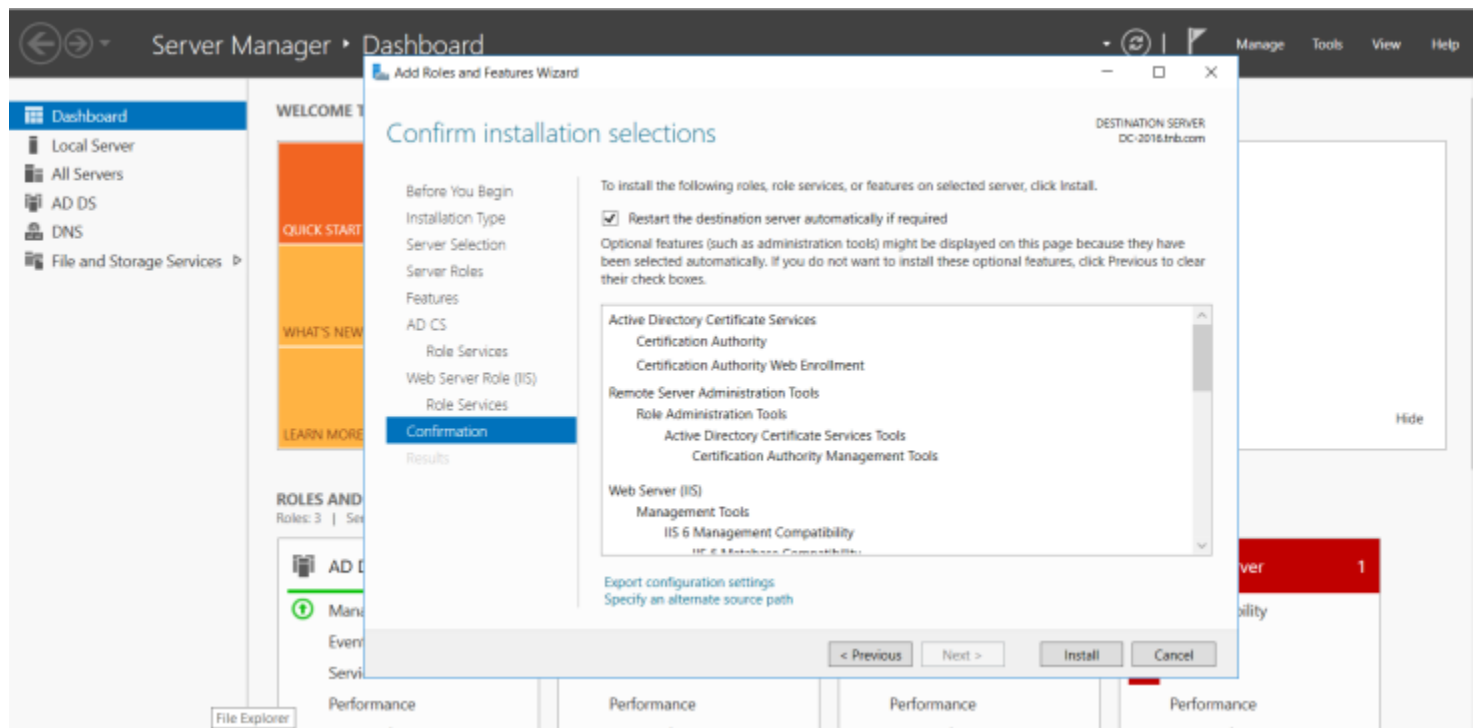 Server Manager • Dashboard
Manage Tools View Help
Dashboard
Local Server
All Servers
AD DS
DNS
File and Storage Services
WELCOME T
QUICK START
WHAT'S NEW
LEARN MORE
Hide
ROLES AND
Roles: 3 | Se
AD D
Mana
Event
Servi
Performance
Performance
Performance
ver 1
bility
Performance
File Explorer
Add Roles and Features Wizard
Confirm installation selections
DESTINATION SERVER
DC-2016.tnb.com
Before You Begin
Installation Type
Server Selection
Server Roles
Features
AD CS
Role Services
Web Server Role (IIS)
Role Services
Confirmation
Results
To install the following roles, role services, or features on selected server, click Install.
Restart the destination server automatically if required
Optional features (such as administration tools) might be displayed on this page because they have
been selected automatically. If you do not want to install these optional features, click Previous to clear
their check boxes.
Active Directory Certificate Services
Certification Authority
Certification Authority Web Enrollment
Remote Server Administration Tools
Role Administration Tools
Active Directory Certificate Services Tools
Certification Authority Management Tools
Web Server (IIS)
Management Tools
IIS 6 Management Compatibility
IIS 6 Metabase Compatibility
Export configuration settings
Specify an alternate source path
< Previous Next > Install Cancel